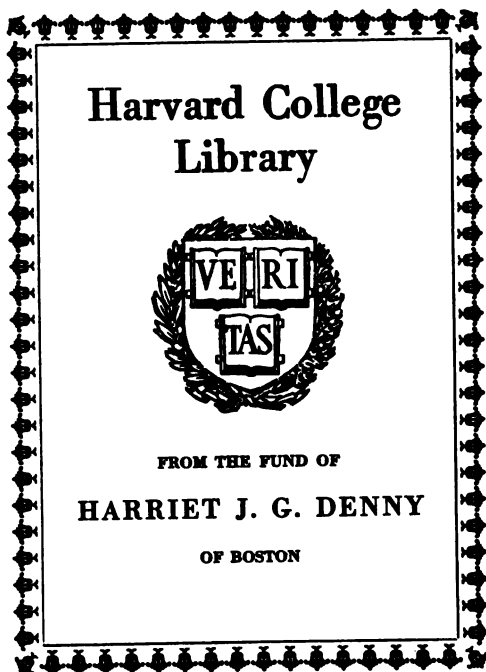 Harvard College
Library
VE RI
TAS
FROM THE FUND OF
HARRIET J. G. DENNY
OF BOSTON